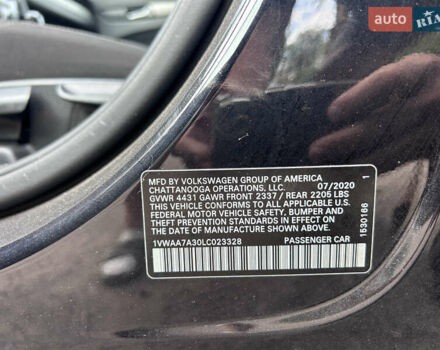 auto RIA
MFD BY VOLKSWAGEN GROUP OF AMERICA
CHATTANOOGA OPERATIONS, LLC. 07/2020
GVWR 4431 GAWR FRONT 2337 / REAR 2205 LBS
THIS VEHICLE CONFORMS TO ALL APPLICABLE
FEDERAL MOTOR VEHICLE SAFETY, BUMPER AND
THEFT PREVENTION STANDARDS IN EFFECT ON
THE DATE OF MANUFACTURE SHOWN ABOVE.
1VWAA7A30LC023328 PASSENGER CAR
1630166 1